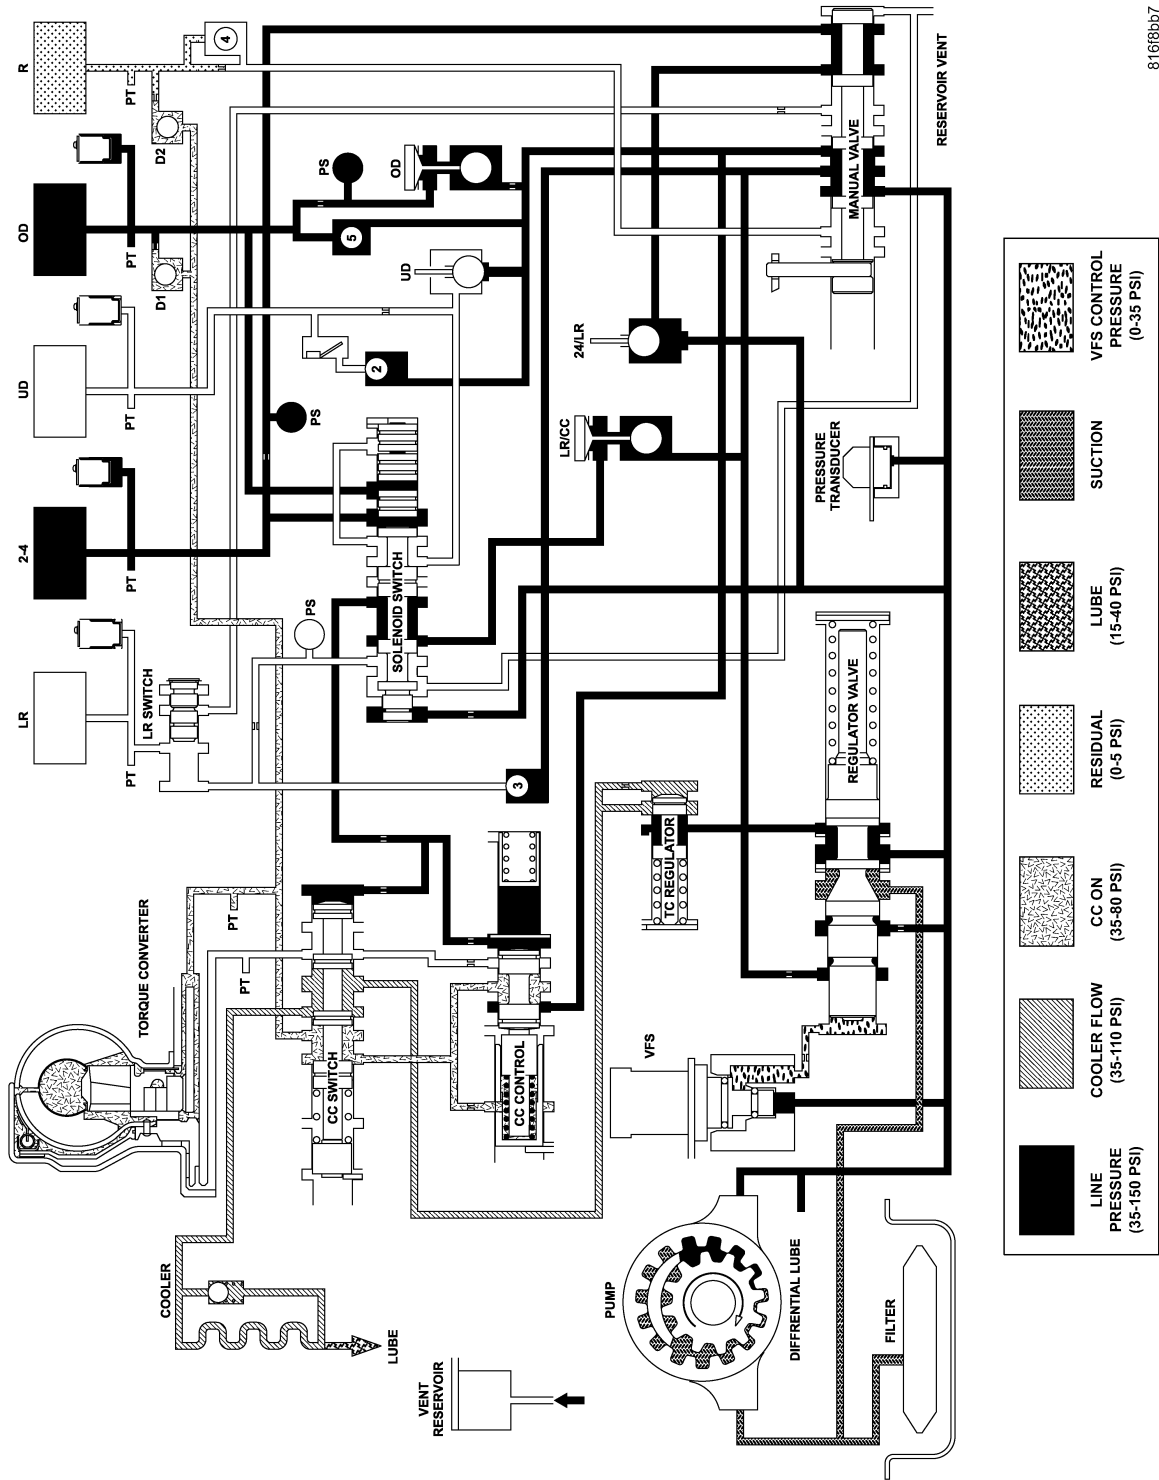 816f8bb7
R
PT
4
D2
OD
PT
D1
PS
OD
5
UD
PT
UD
2
PS
2-4
PT
24/LR
LR/CC
MANUAL VALVE
RESERVOIR VENT
PRESSURE
TRANSDUCER
SOLENOID SWITCH
PS
LR
PT
LR SWITCH
3
TORQUE CONVERTER
PT
PT
CC SWITCH
CC CONTROL
TC REGULATOR
REGULATOR VALVE
VFS
COOLER
LUBE
VENT
RESERVOIR
PUMP
DIFFRENTIAL LUBE
FILTER
LINE
PRESSURE
(35-150 PSI)
COOLER FLOW
(35-110 PSI)
CC ON
(35-80 PSI)
RESIDUAL
(0-5 PSI)
LUBE
(15-40 PSI)
SUCTION
VFS CONTROL
PRESSURE
(0-35 PSI)